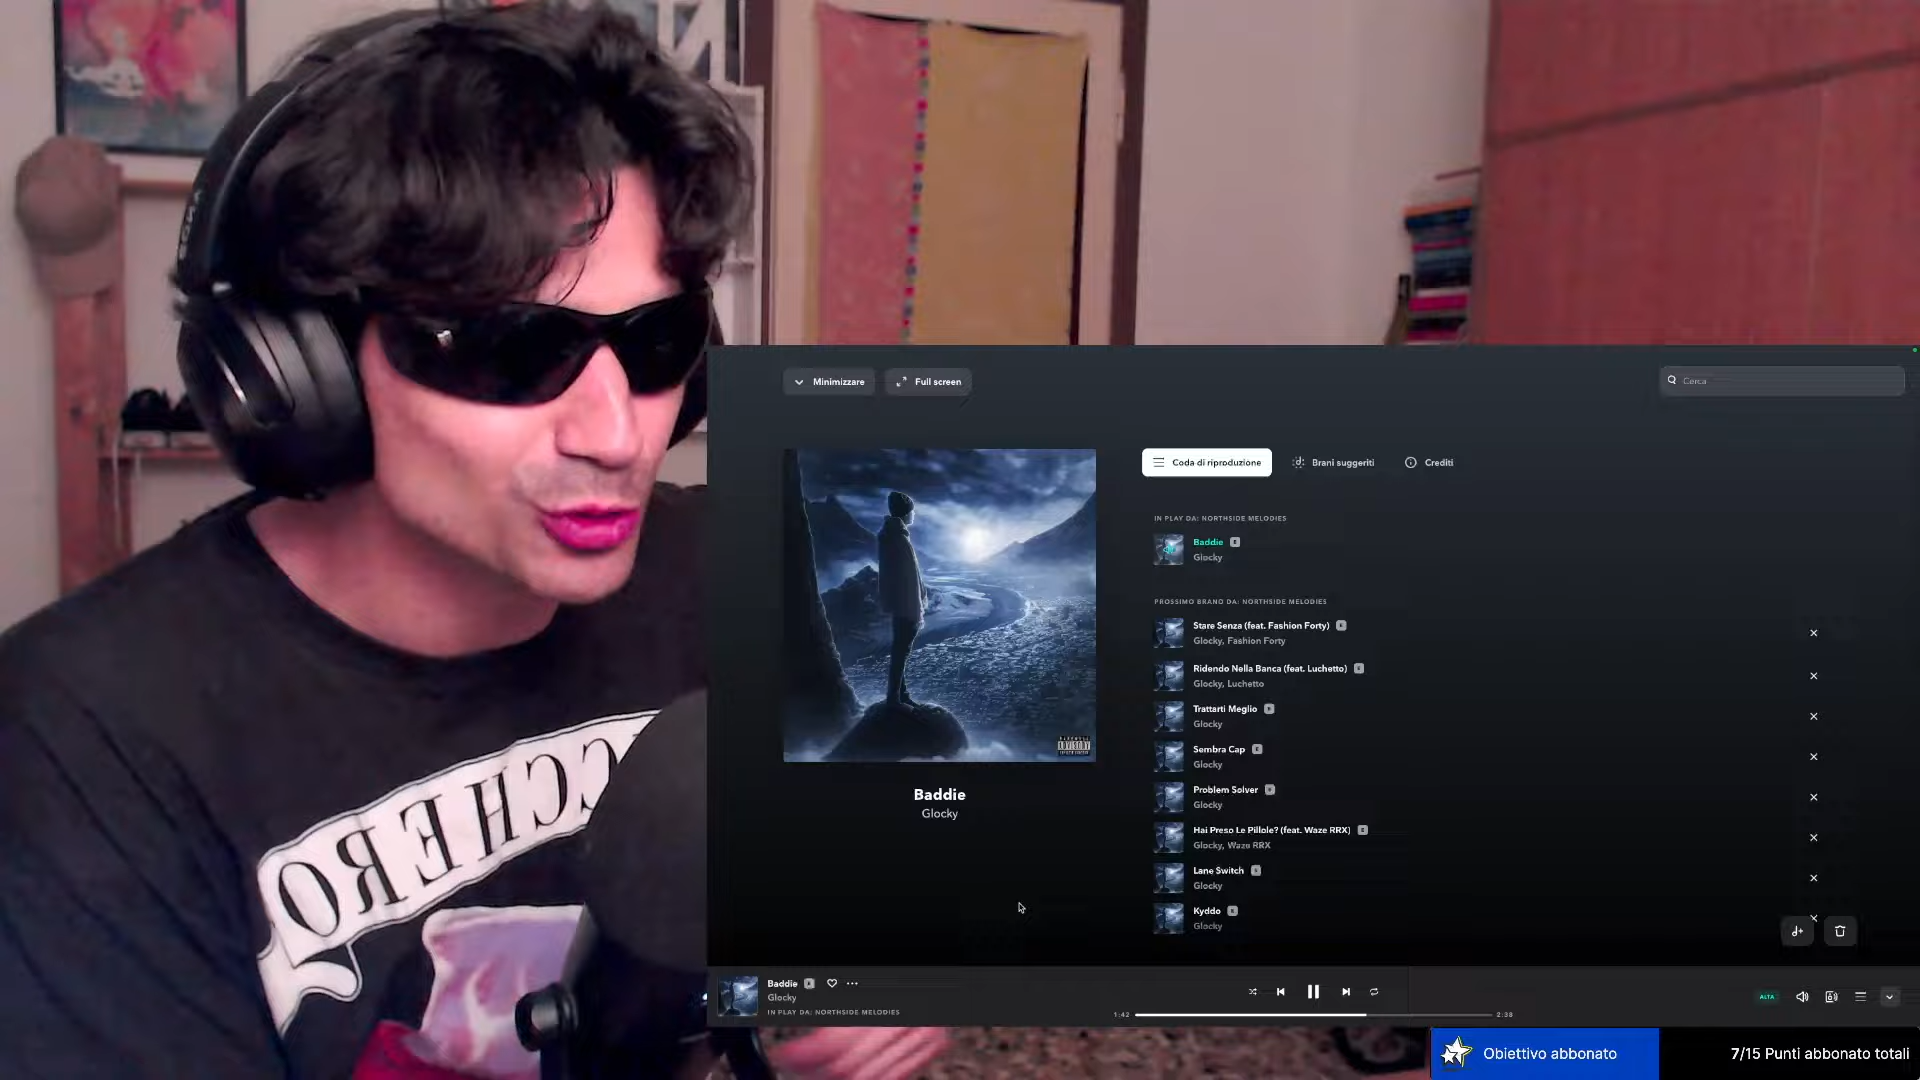 Minimizzare
Full screen
Cerca
Coda di riproduzione
Brani suggeriti
Crediti
IN PLAY DA: NORTHSIDE MELODIES
Baddie E
Glocky
PROSSIMO BRANO DA: NORTHSIDE MELODIES
Stare Senza (feat. Fashion Forty) E
Glocky, Fashion Forty
Ridendo Nella Banca (feat. Luchetto) E
Glocky, Luchetto
Trattarti Meglio E
Glocky
Sembra Cap E
Glocky
Problem Solver E
Glocky
Hai Preso Le Pillole? (feat. Waze RRX) E
Glocky, Waze RRX
Lane Switch E
Glocky
Kyddo E
Glocky
ADVISORY
Baddie
Glocky
CCHERO
Baddie E
Glocky
IN PLAY DA: NORTHSIDE MELODIES
1:42
2:38
ALTA
Obiettivo abbonato
7/15 Punti abbonato totali